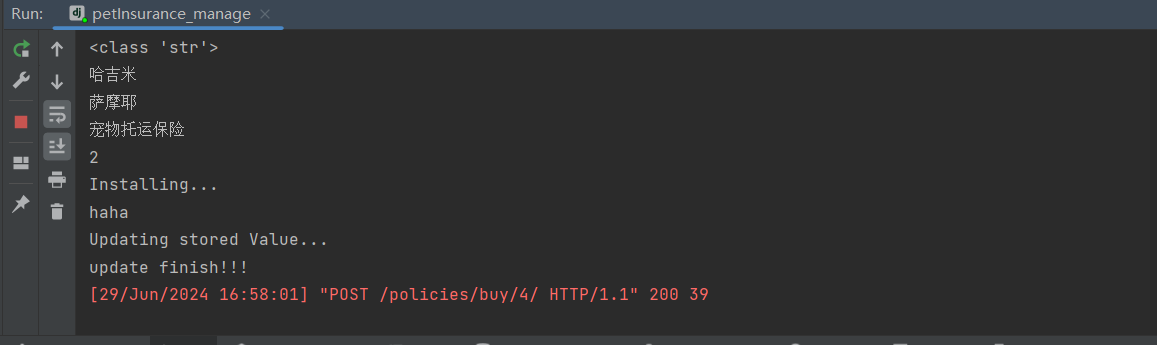 Run: petInsurance_manage
<class 'str'>
哈吉米
萨摩耶
宠物托运保险
2
Installing...
haha
Updating stored Value...
update finish!!!
[29/Jun/2024 16:58:01] "POST /policies/buy/4/ HTTP/1.1" 200 39